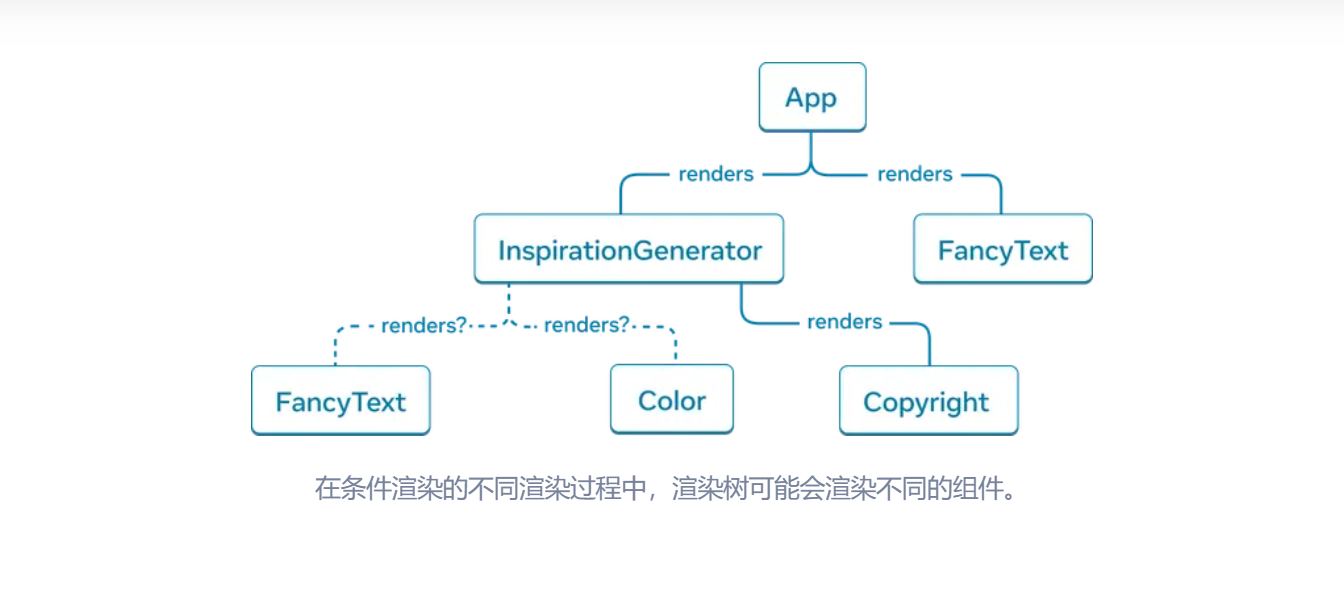 App
renders
renders
InspirationGenerator
FancyText
renders?
renders?
renders
FancyText
Color
Copyright
在条件渲染的不同渲染过程中，渲染树可能会渲染不同的组件。